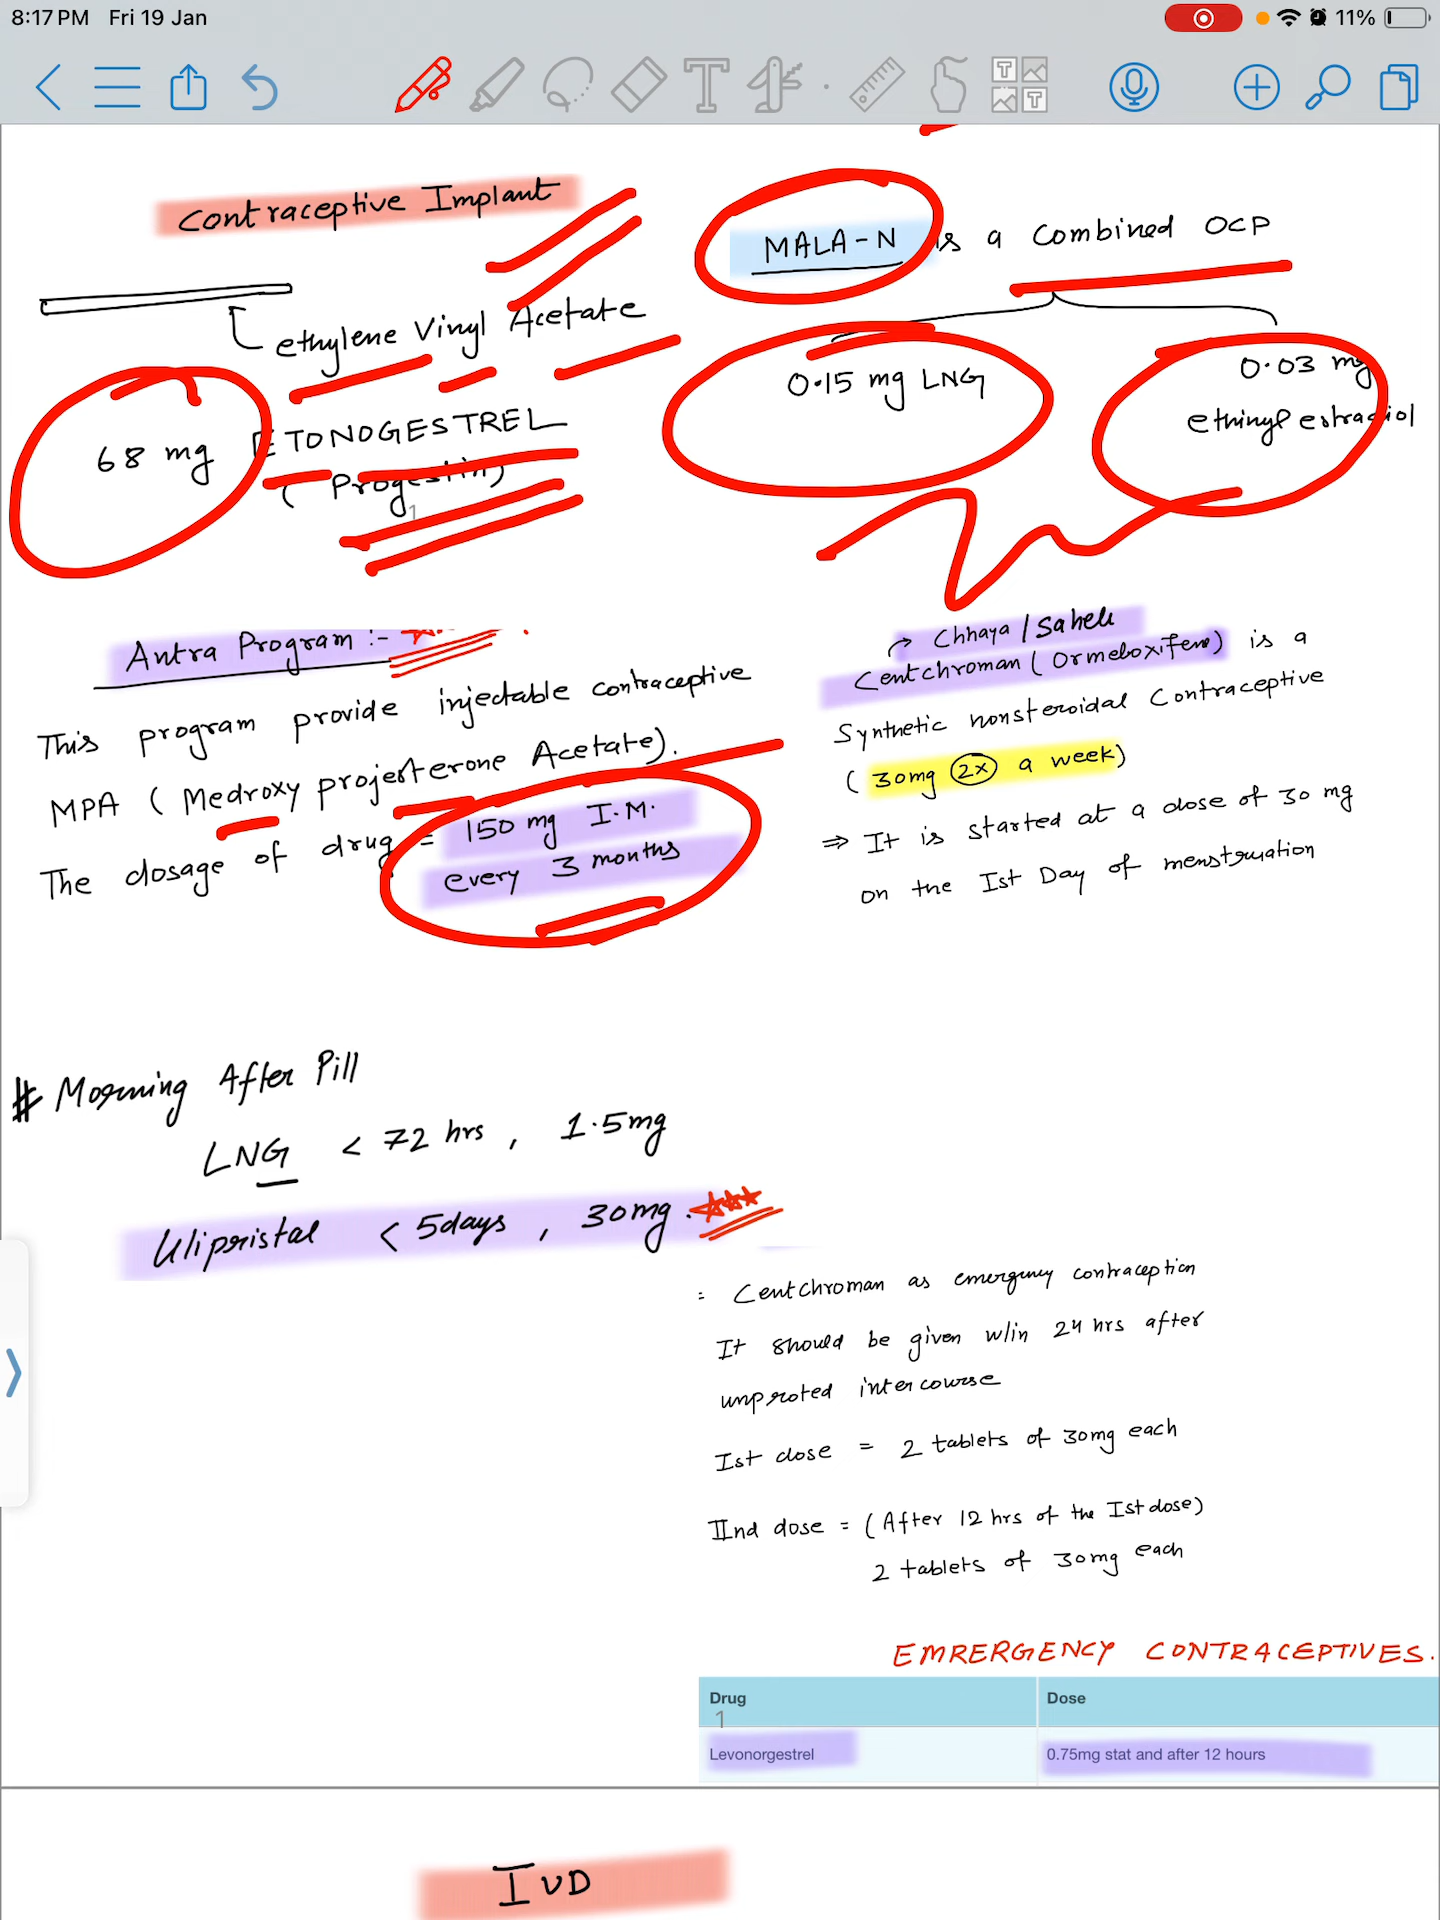 8:17 PM Fri 19 Jan
11%
Contraceptive Implant
ethylene Vinyl Acetate
68 mg ETONOGESTREL
(Progestin)
1
MALA-N is a combined OCP
0.15 mg LNG
0.03 mg
ethinyl estradiol
Antra Program :-
This program provide injectable contraceptive
MPA (Medroxy projesterone Acetate).
The dosage of drug = 150 mg I.M.
every 3 months
→ Chhaya / Saheli
Centchroman (Ormeloxifene) is a
Synthetic nonsteroidal Contraceptive
(30mg 2x a week)
⇒ It is started at a dose of 30 mg
on the Ist Day of menstruation
# Morning After Pill
LNG < 72 hrs , 1.5mg
Ulipristal < 5days , 30mg.
= Centchroman as emergency contraception
It should be given w/in 24 hrs after
unproted intercourse
Ist dose = 2 tablets of 30mg each
IInd dose = (After 12 hrs of the Ist dose)
2 tablets of 30mg each
EMRERGENCY CONTRACEPTIVES.
Drug Dose
1
Levonorgestrel 0.75mg stat and after 12 hours
IUD